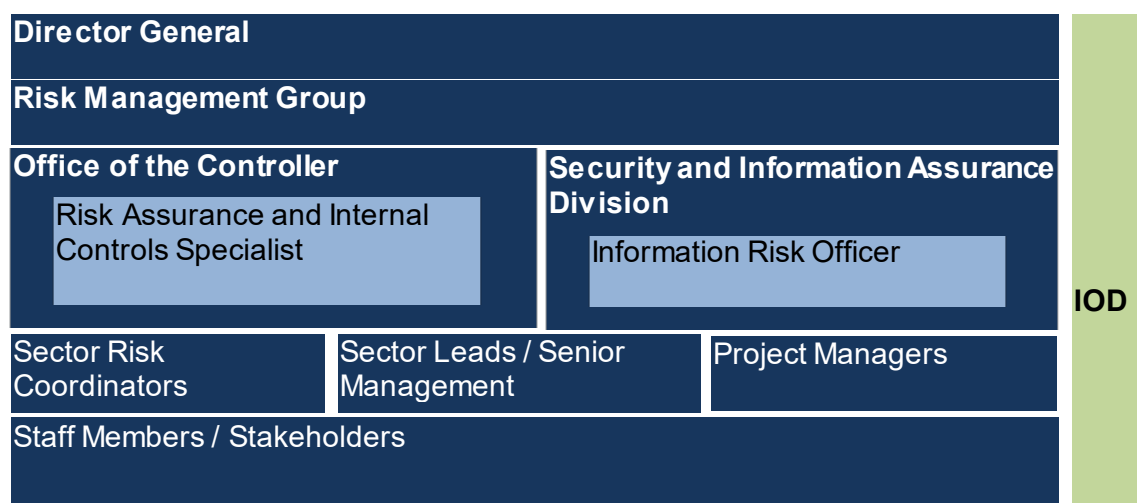 Director General
Risk Management Group
Office of the Controller
Risk Assurance and Internal
Controls Specialist
Security and Information Assurance
Division
Information Risk Officer
IOD
Sector Risk
Coordinators
Sector Leads / Senior
Management
Project Managers
Staff Members / Stakeholders